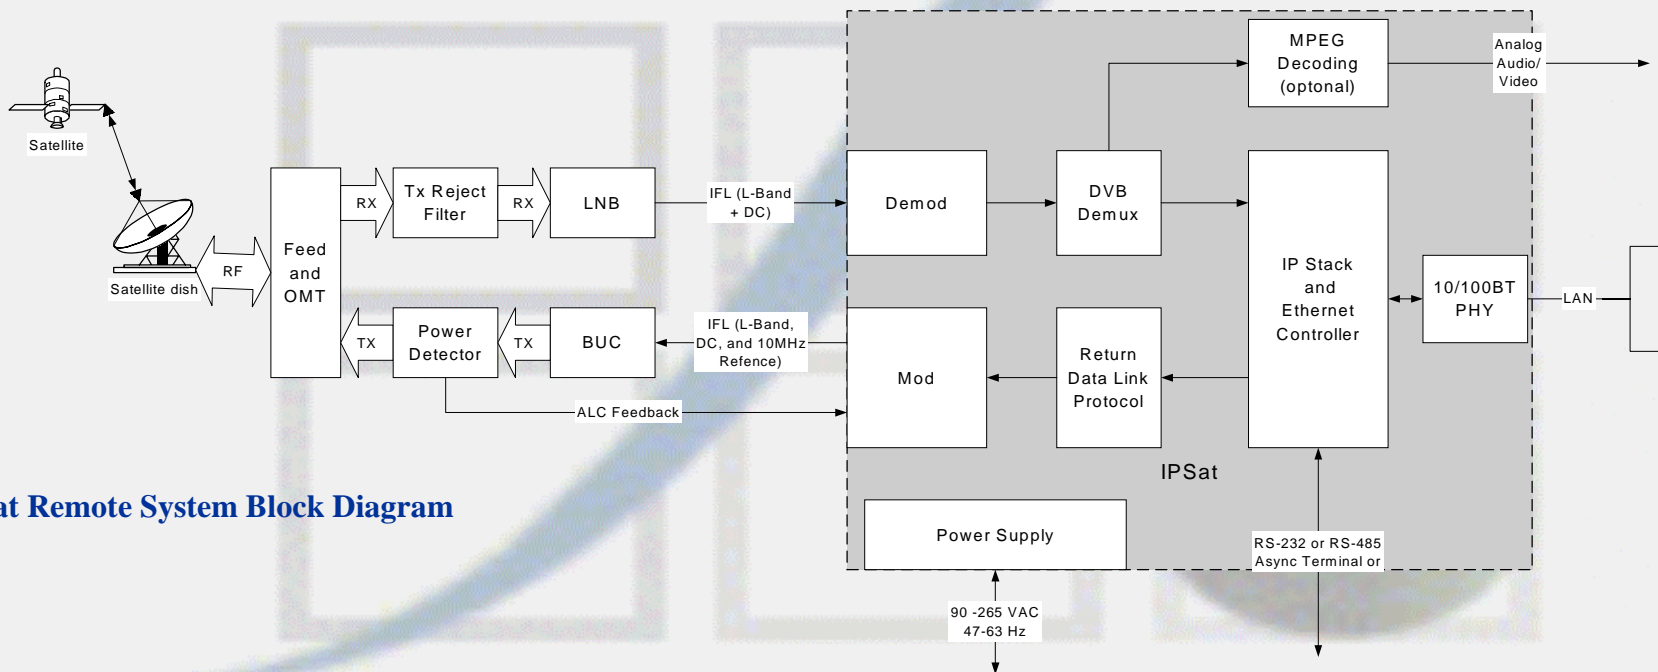 MPEG
Decoding
(optonal)
Analog
Audio/
Video
Satellite
Satellite dish
RF
Feed
and
OMT
RX
Tx Reject
Filter
RX
LNB
IFL (L-Band
+ DC)
Demod
DVB
Demux
IP Stack
and
Ethernet
Controller
10/100BT
PHY
LAN
TX
Power
Detector
TX
BUC
IFL (L-Band,
DC, and 10MHz
Refence)
Mod
Return
Data Link
Protocol
ALC Feedback
IPSat
at Remote System Block Diagram
Power Supply
RS-232 or RS-485
Async Terminal or
90 -265 VAC
47-63 Hz